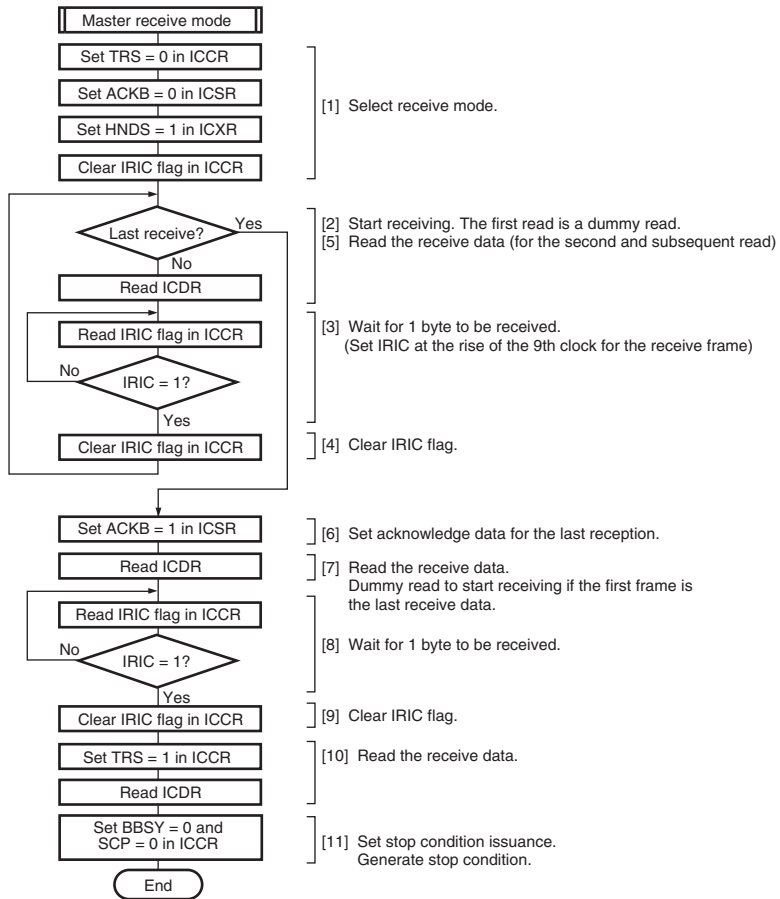 Master receive mode
Set TRS = 0 in ICCR
Set ACKB = 0 in ICSR
[1] Select receive mode.
Set HNDS = 1 in ICXR
Clear IRIC flag in ICCR
Last receive?
Yes
No
[2] Start receiving. The first read is a dummy read.
[5] Read the receive data (for the second and subsequent read)
Read ICDR
Read IRIC flag in ICCR
[3] Wait for 1 byte to be received.
(Set IRIC at the rise of the 9th clock for the receive frame)
No
IRIC = 1?
Yes
Clear IRIC flag in ICCR
[4] Clear IRIC flag.
Set ACKB = 1 in ICSR
[6] Set acknowledge data for the last reception.
Read ICDR
[7] Read the receive data.
Dummy read to start receiving if the first frame is
the last receive data.
Read IRIC flag in ICCR
[8] Wait for 1 byte to be received.
No
IRIC = 1?
Yes
Clear IRIC flag in ICCR
[9] Clear IRIC flag.
Set TRS = 1 in ICCR
[10] Read the receive data.
Read ICDR
Set BBSY = 0 and
SCP = 0 in ICCR
[11] Set stop condition issuance.
Generate stop condition.
End